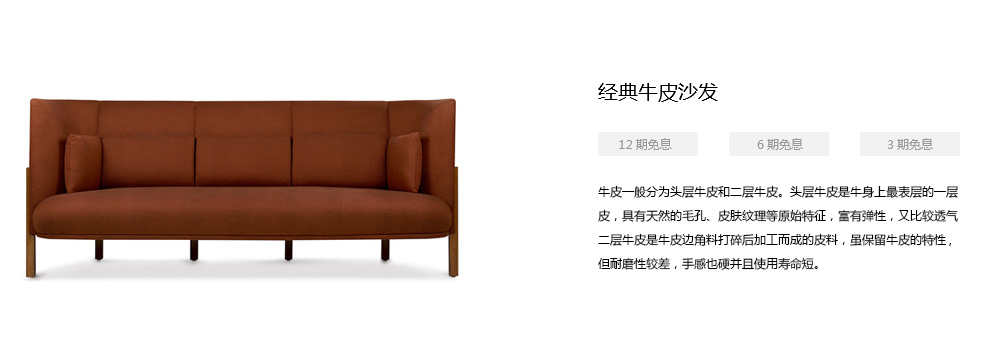 经典牛皮沙发
12 期免息
6 期免息
3 期免息
牛皮一般分为头层牛皮和二层牛皮。头层牛皮是牛身上最表层的一层
皮，具有天然的毛孔、皮肤纹理等原始特征，富有弹性，又比较透气
二层牛皮是牛皮边角料打碎后加工而成的皮料，虽保留牛皮的特性，
但耐磨性较差，手感也硬并且使用寿命短。